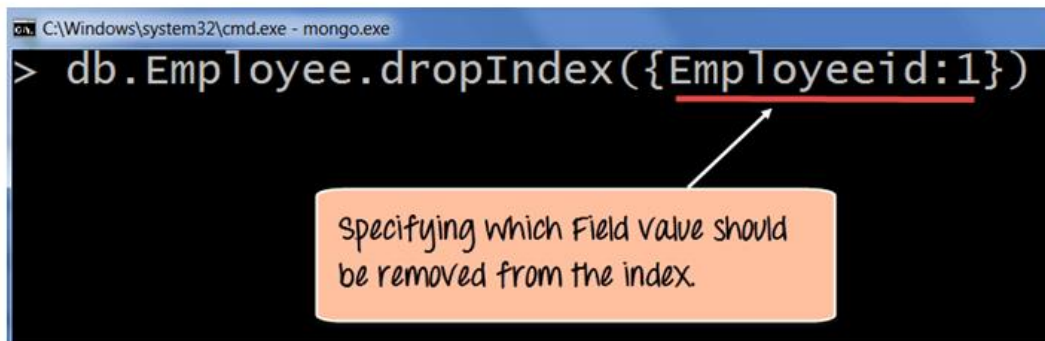 C:\Windows\system32\cmd.exe - mongo.exe
> db.Employee.dropIndex({Employeeid:1})
Specifying which Field Value should
be removed from the index.